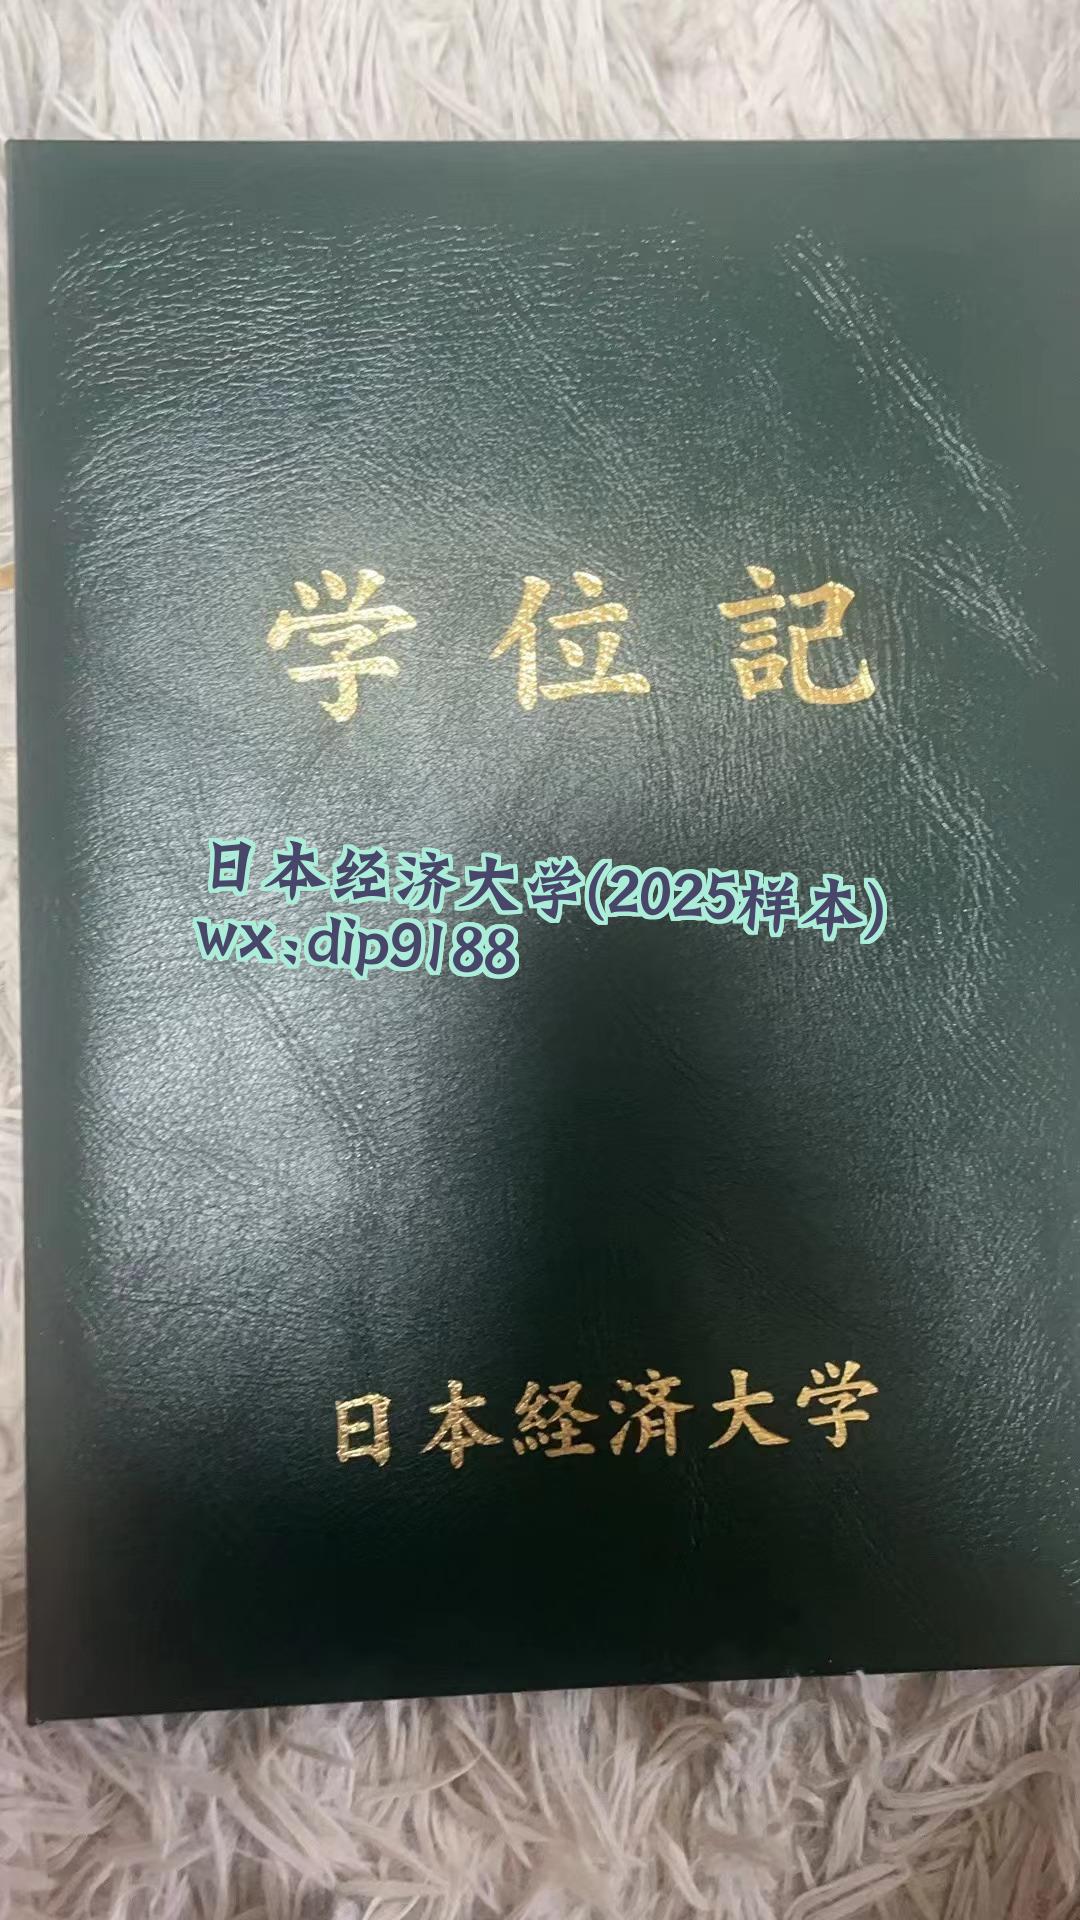 学位記
日本经济大学(2025样本)
wx:dip9188
日本経済大学